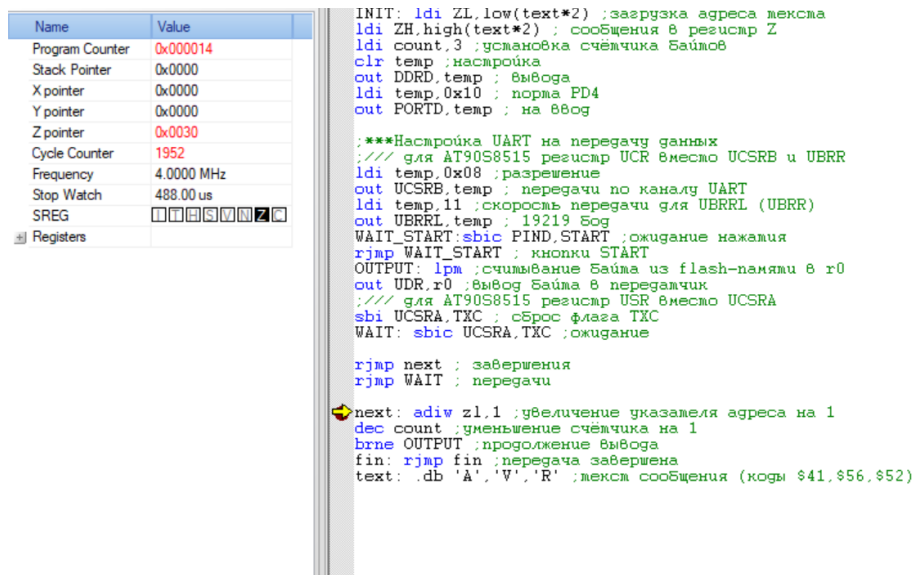 Name Value
Program Counter 0x000014
Stack Pointer 0x0000
X pointer 0x0000
Y pointer 0x0000
Z pointer 0x0030
Cycle Counter 1952
Frequency 4.0000 MHz
Stop Watch 488.00 us
SREG I T H S V N Z C
Registers
INIT: ldi ZL,low(text*2) ;загрузка адреса текста
ldi ZH,high(text*2) ; сообщения в регистр Z
ldi count,3 ;установка счётчика байтов
clr temp ;настройка
out DDRD,temp ; вывода
ldi temp,0x10 ; порта PD4
out PORTD,temp ; на ввод
;***Настройка UART на передачу данных
;/// для AT90S8515 регистр UCR вместо UCSRB и UBRR
ldi temp,0x08 ;разрешение
out UCSRB,temp ; передачи по каналу UART
ldi temp,11 ;скорость передачи для UBRRL (UBRR)
out UBRRL,temp ; 19219 бод
WAIT_START:sbic PIND,START ;ожидание нажатия
rjmp WAIT_START ; кнопки START
OUTPUT: lpm ;считывание байта из flash-памяти в r0
out UDR,r0 ;вывод байта в передатчик
;/// для AT90S8515 регистр USR вместо UCSRA
sbi UCSRA,TXC ; сброс флага TXC
WAIT: sbic UCSRA,TXC ;ожидание
rjmp next ; завершения
rjmp WAIT ; передачи
next: adiw zl,1 ;увеличение указателя адреса на 1
dec count ;уменьшение счётчика на 1
brne OUTPUT ;продолжение вывода
fin: rjmp fin ;передача завершена
text: .db 'A','V','R' ;текст сообщения (коды $41,$56,$52)